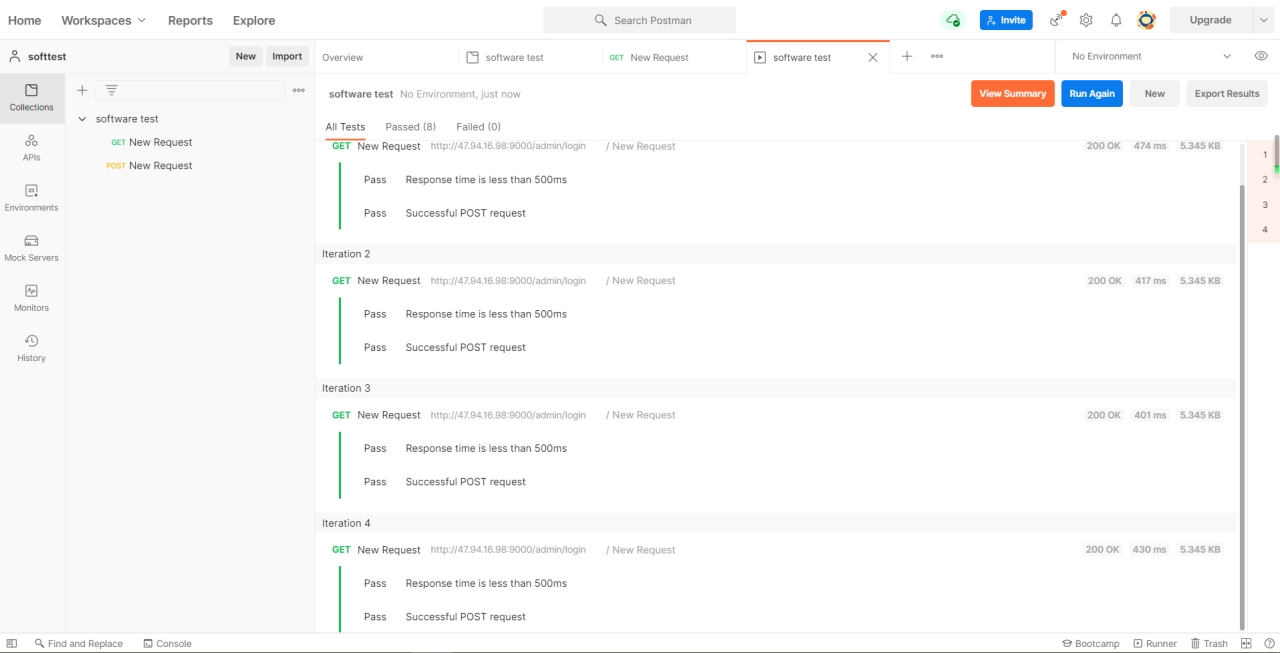 Home Workspaces Reports Explore Search Postman Invite Upgrade
softtest New Import Overview software test GET New Request software test No Environment
Collections
APIs
Environments
Mock Servers
Monitors
History
software test
GET New Request
POST New Request
software test No Environment, just now View Summary Run Again New Export Results
All Tests Passed (8) Failed (0)
GET New Request http://47.94.16.98:9000/admin/login / New Request 200 OK 474 ms 5.345 KB
Pass Response time is less than 500ms
Pass Successful POST request
Iteration 2
GET New Request http://47.94.16.98:9000/admin/login / New Request 200 OK 417 ms 5.345 KB
Pass Response time is less than 500ms
Pass Successful POST request
Iteration 3
GET New Request http://47.94.16.98:9000/admin/login / New Request 200 OK 401 ms 5.345 KB
Pass Response time is less than 500ms
Pass Successful POST request
Iteration 4
GET New Request http://47.94.16.98:9000/admin/login / New Request 200 OK 430 ms 5.345 KB
Pass Response time is less than 500ms
Pass Successful POST request
1
2
3
4
Find and Replace Console Bootcamp Runner Trash